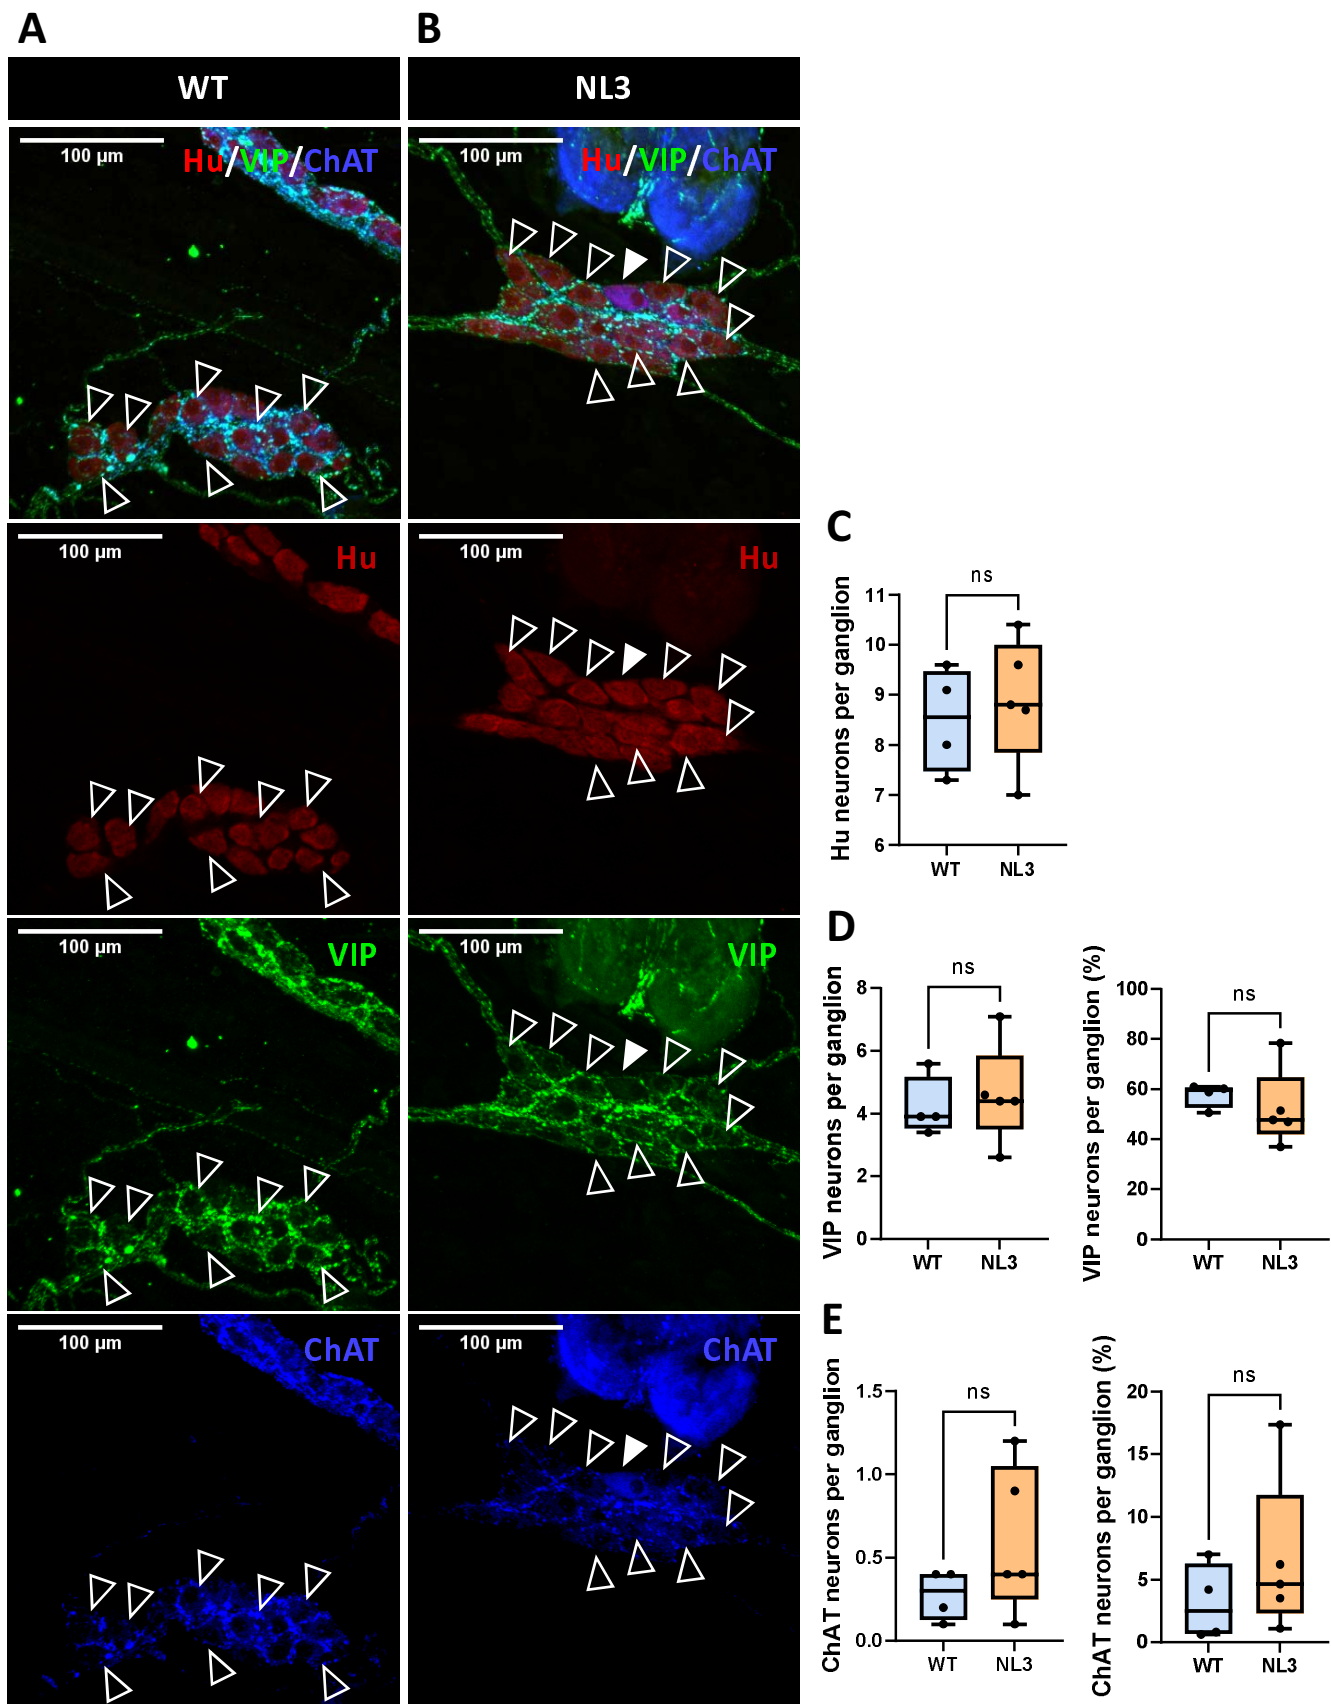 A
B
WT
NL3
100 µm
Hu/VIP/ChAT
100 µm
Hu/VIP/ChAT
100 µm
Hu
100 µm
Hu
C
ns
Hu neurons per ganglion
11
10
9
8
7
6
WT
NL3
100 µm
VIP
100 µm
VIP
D
ns
VIP neurons per ganglion
8
6
4
2
0
WT
NL3
ns
VIP neurons per ganglion (%)
100
80
60
40
20
0
WT
NL3
100 µm
ChAT
100 µm
ChAT
E
ns
ChAT neurons per ganglion
1.5
1.0
0.5
0.0
WT
NL3
ns
ChAT neurons per ganglion (%)
20
15
10
5
0
WT
NL3